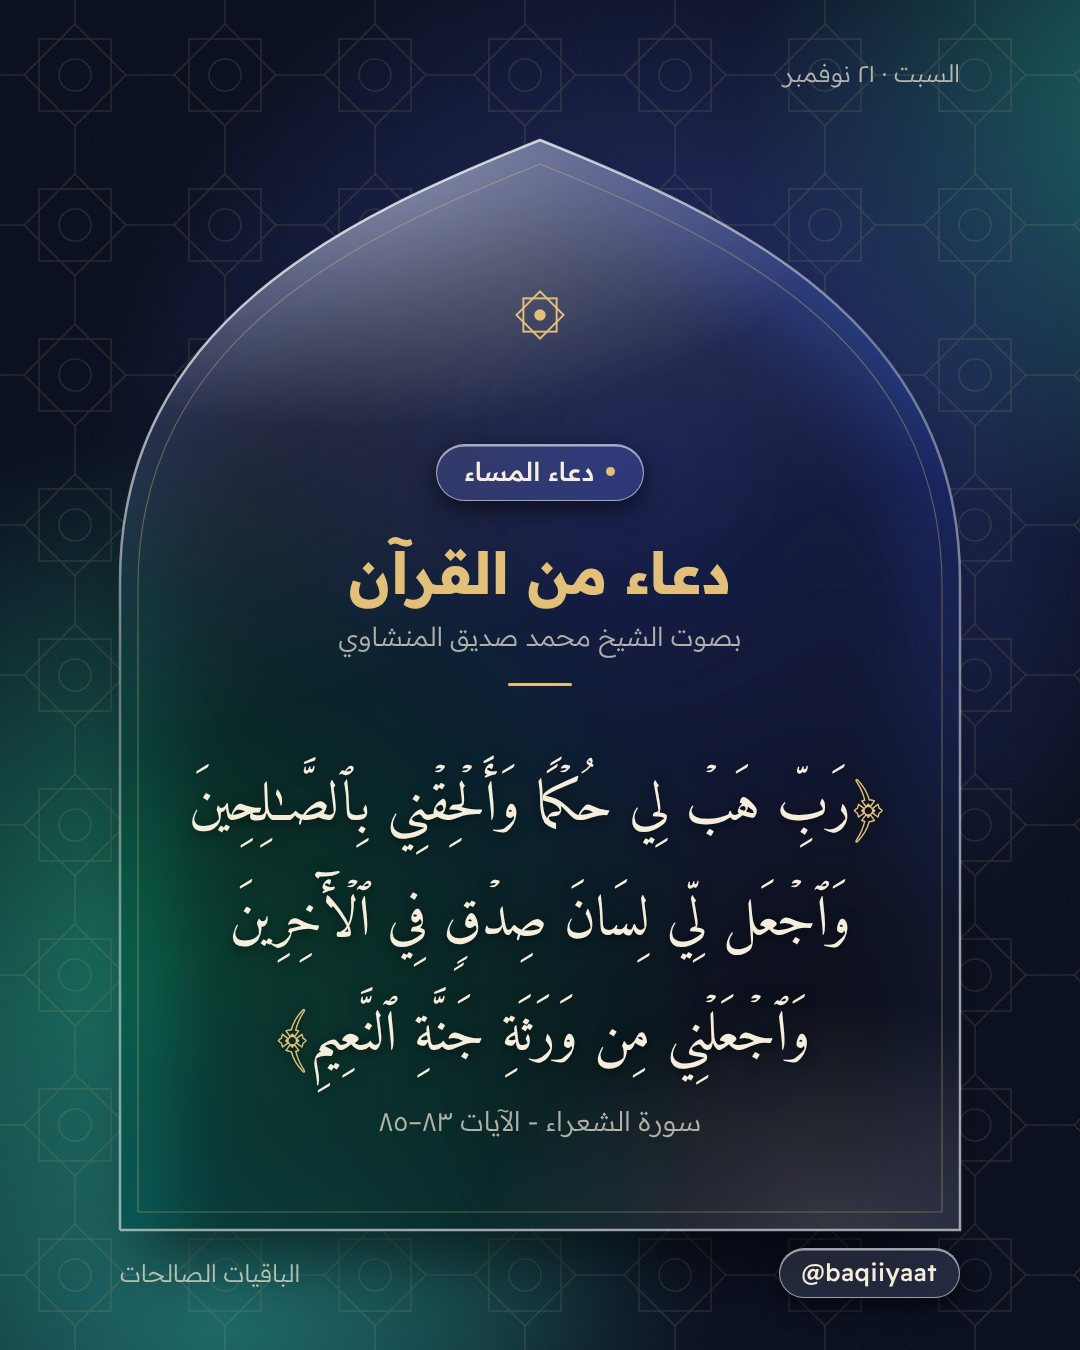 السبت · ٢١ نوفمبر
دعاء المساء
دعاء من القرآن
بصوت الشيخ محمد صديق المنشاوي
﴿رَبِّ هَبۡ لِي حُكۡمٗا وَأَلۡحِقۡنِي بِٱلصَّـٰلِحِينَ
وَٱجۡعَل لِّي لِسَانَ صِدۡقٖ فِي ٱلۡأٓخِرِينَ
وَٱجۡعَلۡنِي مِن وَرَثَةِ جَنَّةِ ٱلنَّعِيمِ﴾
سورة الشعراء - الآيات ٨٣–٨٥
@baqiiyaat
الباقيات الصالحات